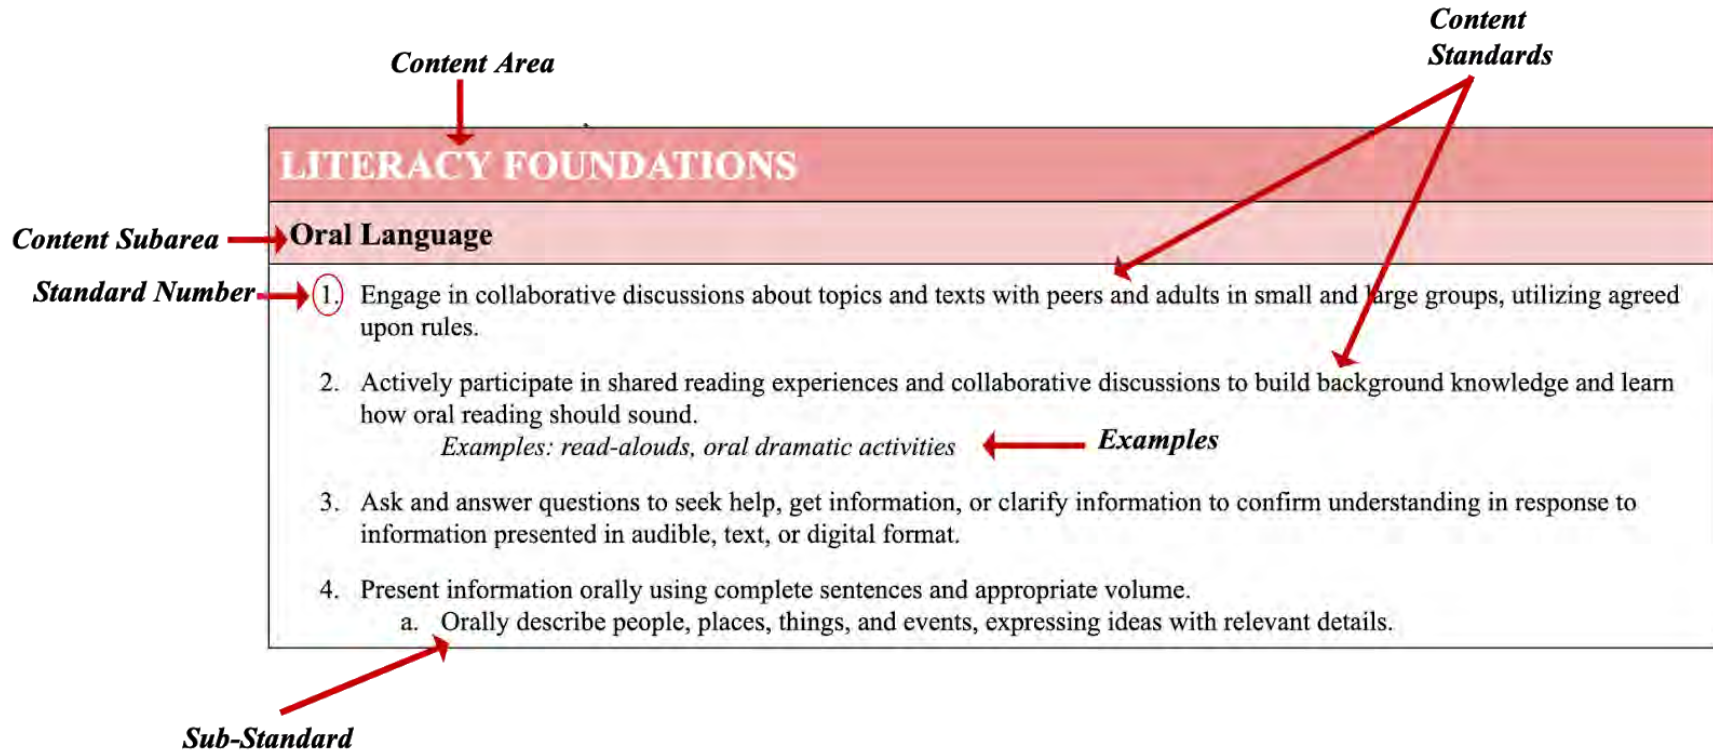 Content
Standards
Content Area
LITERACY FOUNDATIONS
Content Subarea
Oral Language
Standard Number
1. Engage in collaborative discussions about topics and texts with peers and adults in small and large groups, utilizing agreed
upon rules.
2. Actively participate in shared reading experiences and collaborative discussions to build background knowledge and learn
how oral reading should sound.
Examples: read-alouds, oral dramatic activities
Examples
3. Ask and answer questions to seek help, get information, or clarify information to confirm understanding in response to
information presented in audible, text, or digital format.
4. Present information orally using complete sentences and appropriate volume.
a. Orally describe people, places, things, and events, expressing ideas with relevant details.
Sub-Standard